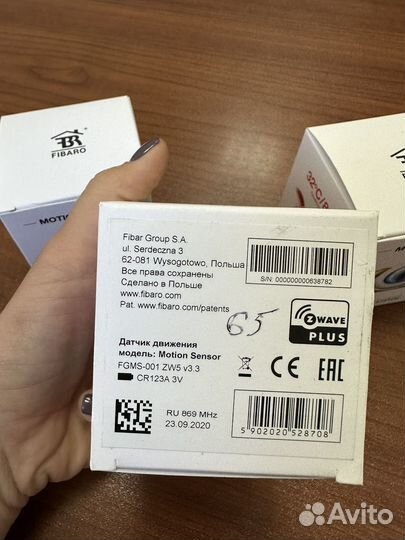 FIBARO
MOTIO
32°C/
Fibar Group S.A.
ul. Serdeczna 3
62-081 Wysogotowo, Польша
Все права сохранены
Сделано в Польше
www.fibaro.com
Pat. www.fibaro.com/patents
S/N: 000000000638782
65
Z WAVE
PLUS
Датчик движения
модель: Motion Sensor
FGMS-001 ZW5 v3.3
CR123A 3V
CE EAC
RU 869 MHz
23.09.2020
5 902020 528708
Avito